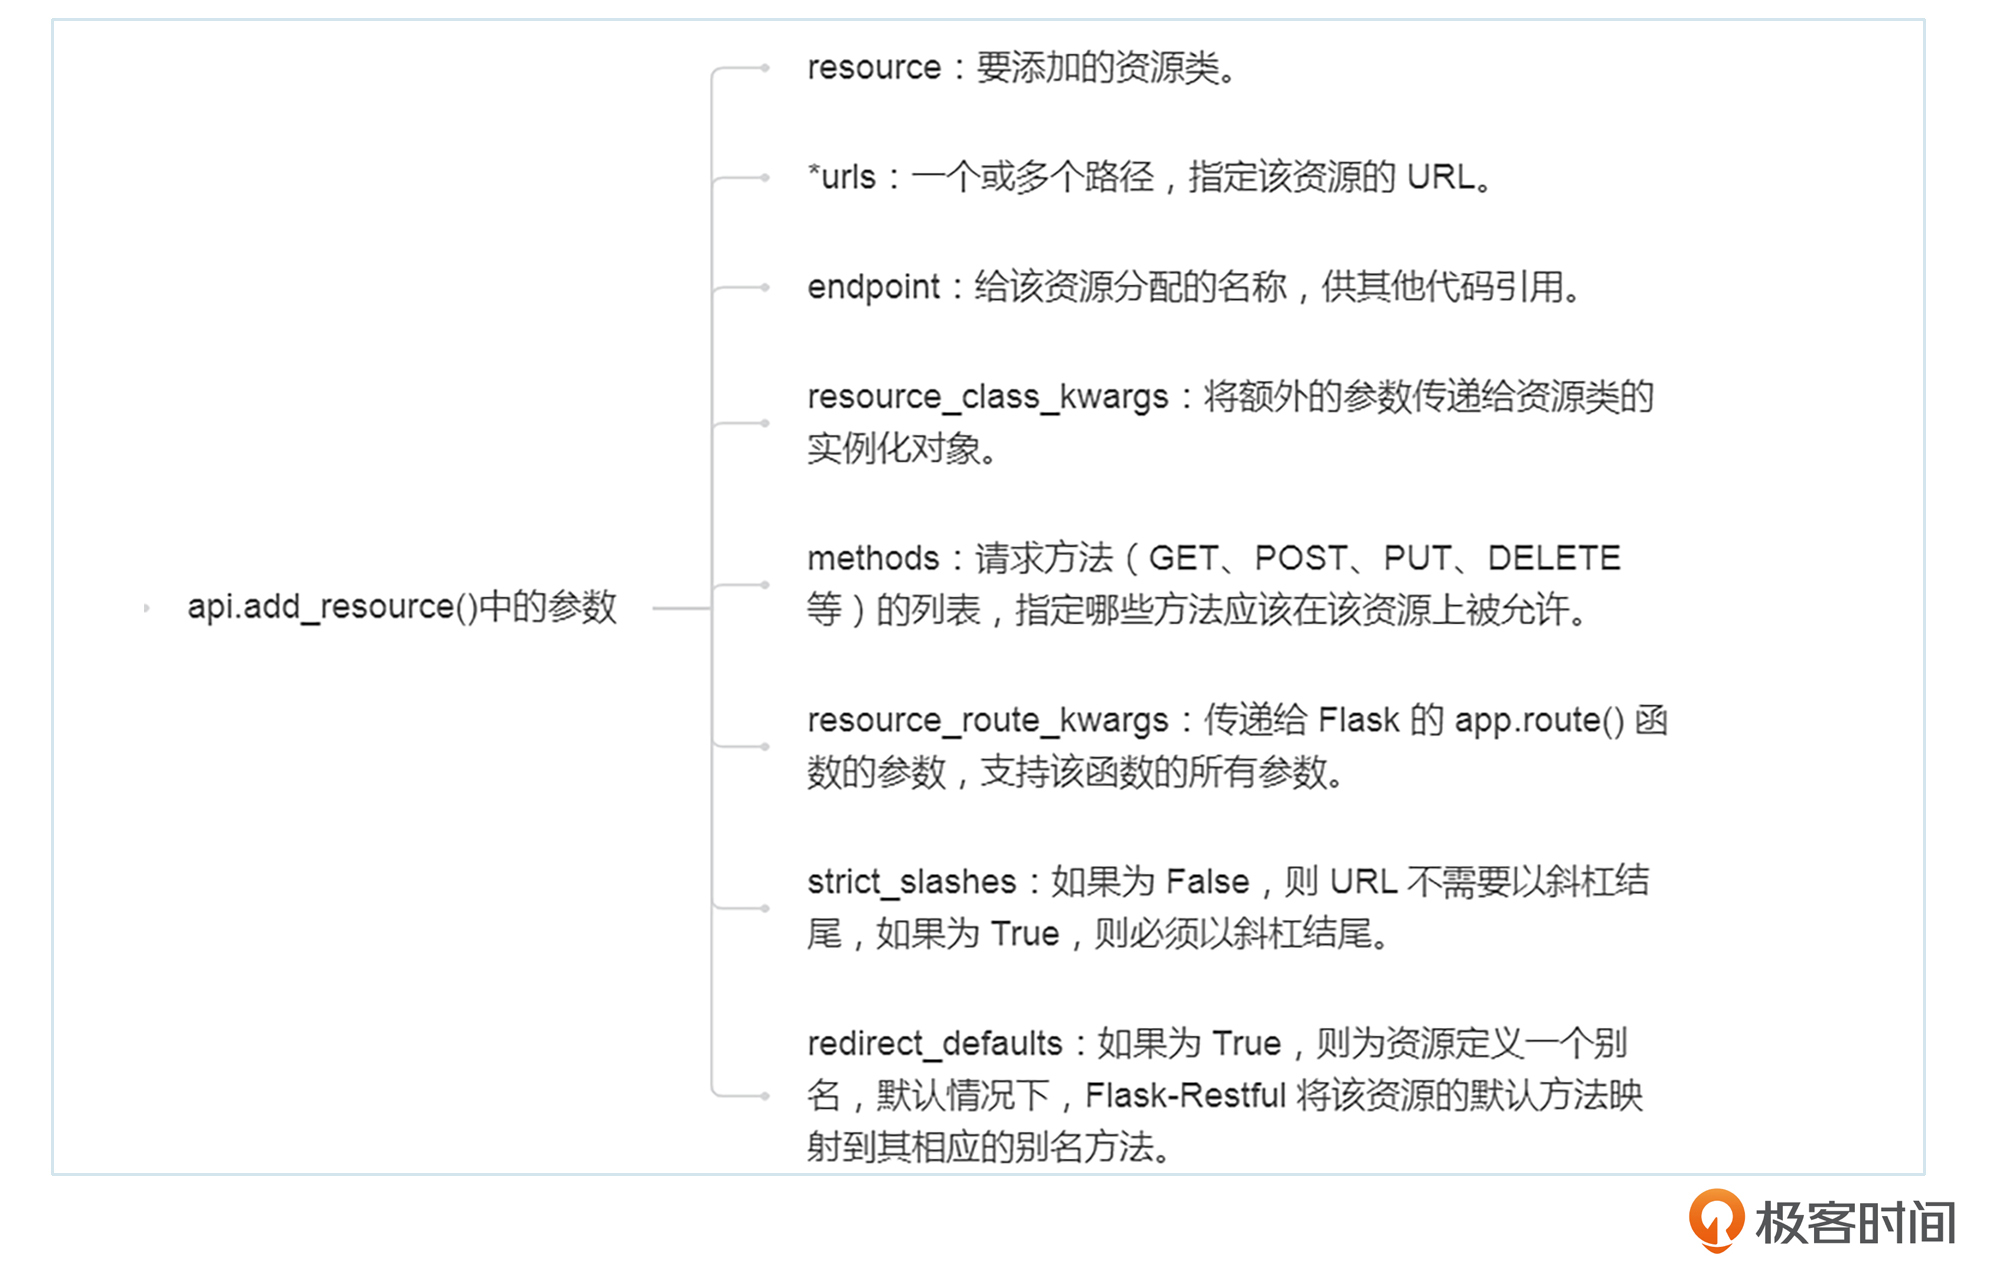 resource：要添加的资源类。
*urls：一个或多个路径，指定该资源的 URL。
endpoint：给该资源分配的名称，供其他代码引用。
resource_class_kwargs：将额外的参数传递给资源类的
实例化对象。
methods：请求方法（GET、POST、PUT、DELETE
等）的列表，指定哪些方法应该在该资源上被允许。
api.add_resource()中的参数
resource_route_kwargs：传递给 Flask 的 app.route() 函
数的参数，支持该函数的所有参数。
strict_slashes：如果为 False，则 URL 不需要以斜杠结
尾，如果为 True，则必须以斜杠结尾。
redirect_defaults：如果为 True，则为资源定义一个别
名，默认情况下，Flask-Restful 将该资源的默认方法映
射到其相应的别名方法。
极客时间